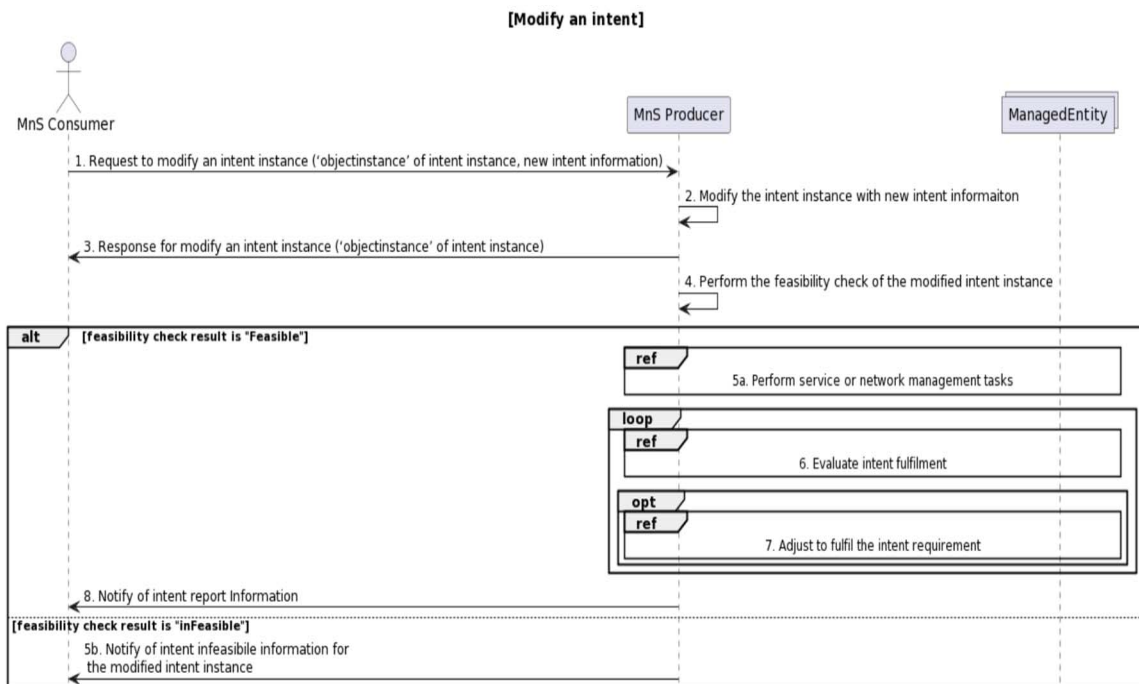 [Modify an intent]
MnS Consumer
MnS Producer
ManagedEntity
1. Request to modify an intent instance (‘objectinstance’ of intent instance, new intent information)
2. Modify the intent instance with new intent informaiton
3. Response for modify an intent instance (‘objectinstance’ of intent instance)
4. Perform the feasibility check of the modified intent instance
alt [feasibility check result is "Feasible"]
ref
5a. Perform service or network management tasks
loop
ref
6. Evaluate intent fulfilment
opt
ref
7. Adjust to fulfil the intent requirement
8. Notify of intent report Information
[feasibility check result is "inFeasible"]
5b. Notify of intent infeasibile information for
the modified intent instance